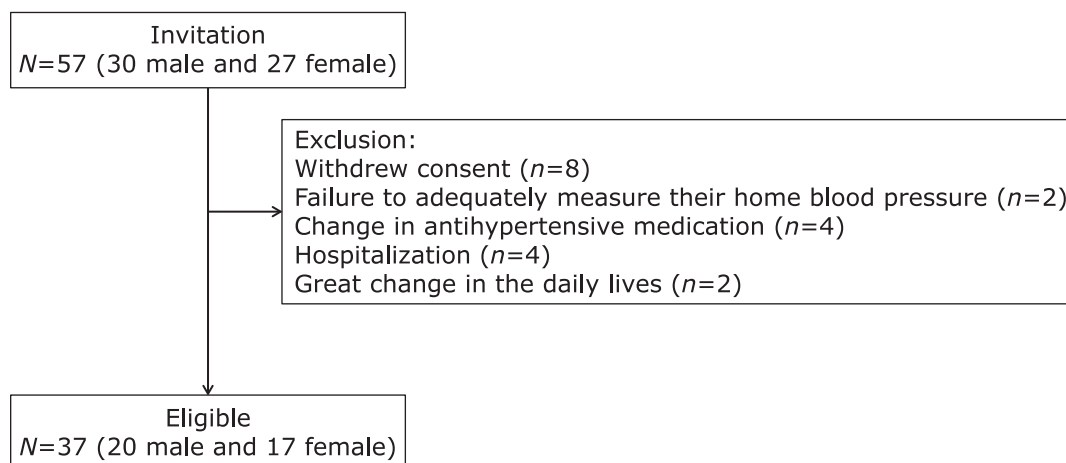 Invitation
N=57 (30 male and 27 female)
Exclusion:
Withdrew consent (n=8)
Failure to adequately measure their home blood pressure (n=2)
Change in antihypertensive medication (n=4)
Hospitalization (n=4)
Great change in the daily lives (n=2)
Eligible
N=37 (20 male and 17 female)